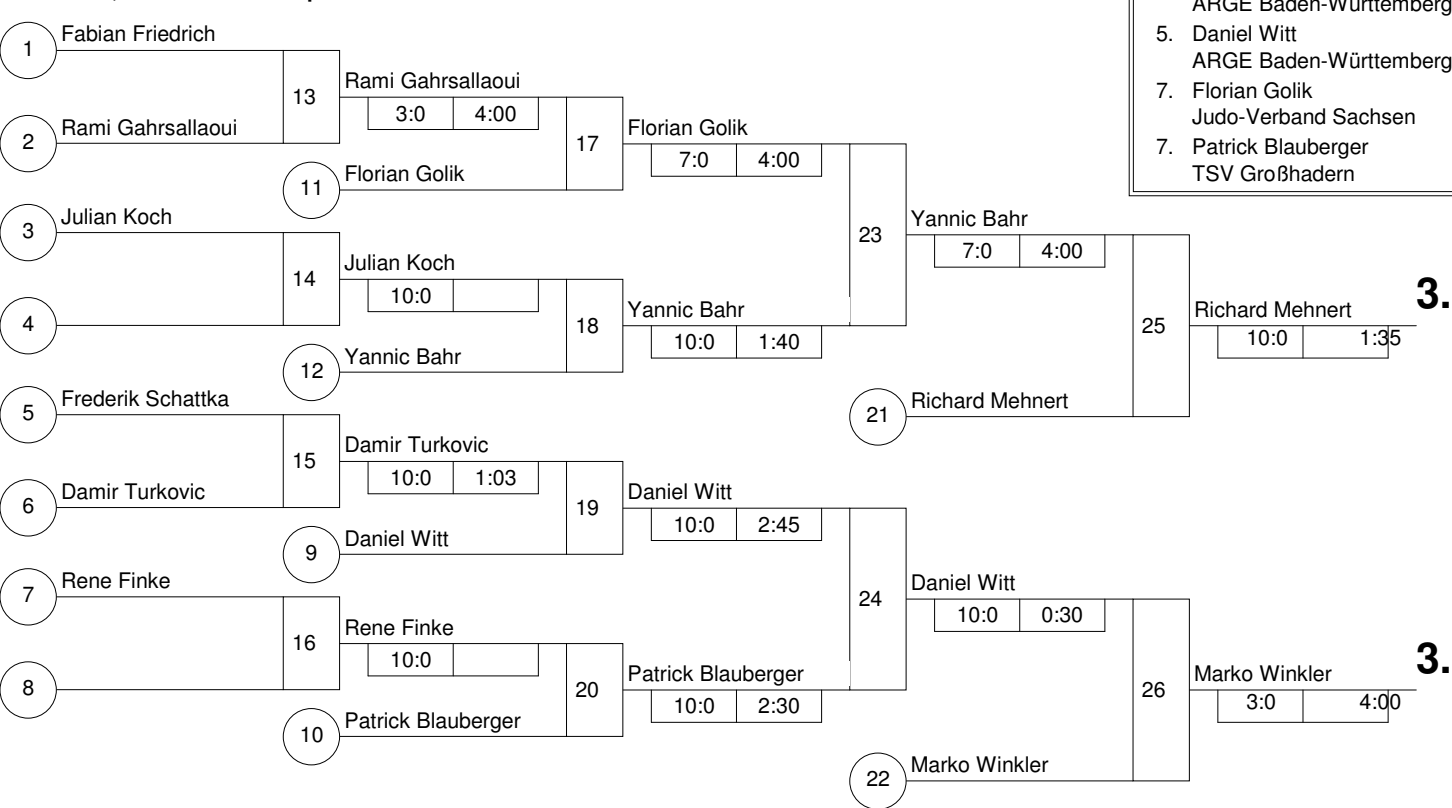 ARGE Baden-Württemberg
5. Daniel Witt
ARGE Baden-Württemberg
7. Florian Golik
Judo-Verband Sachsen
7. Patrick Blauberger
TSV Großhadern
1 Fabian Friedrich
13
Rami Gahrsallaoui
3:0 4:00
2 Rami Gahrsallaoui
17
Florian Golik
7:0 4:00
11 Florian Golik
3 Julian Koch
23
Yannic Bahr
7:0 4:00
14
Julian Koch
10:0
4
18
Yannic Bahr
10:0 1:40
12 Yannic Bahr
25
Richard Mehnert
10:0 1:35
3.
5 Frederik Schattka
21 Richard Mehnert
15
Damir Turkovic
10:0 1:03
6 Damir Turkovic
19
Daniel Witt
10:0 2:45
9 Daniel Witt
7 Rene Finke
24
Daniel Witt
10:0 0:30
16
Rene Finke
10:0
8
20
Patrick Blauberger
10:0 2:30
10 Patrick Blauberger
26
Marko Winkler
3:0 4:00
3.
22 Marko Winkler